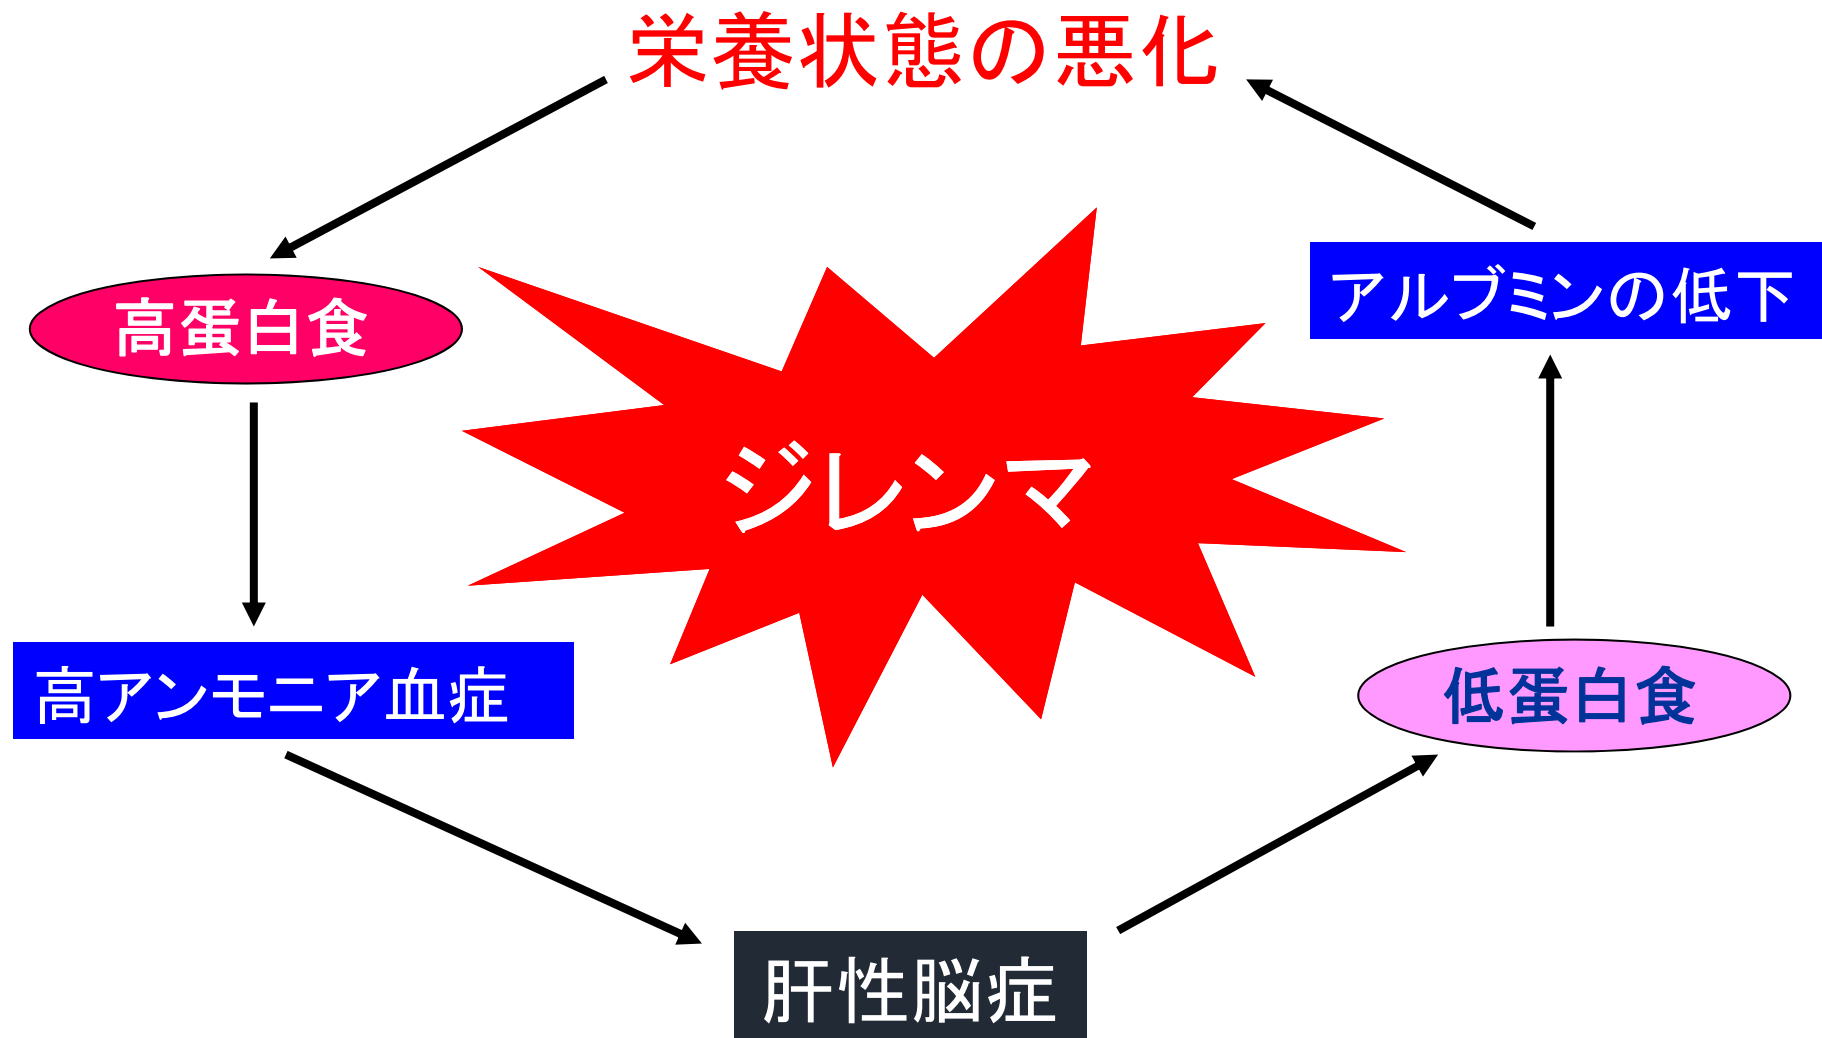 栄養状態の悪化
アルブミンの低下
高蛋白食
ジレンマ
高アンモニア血症
低蛋白食
肝性脳症